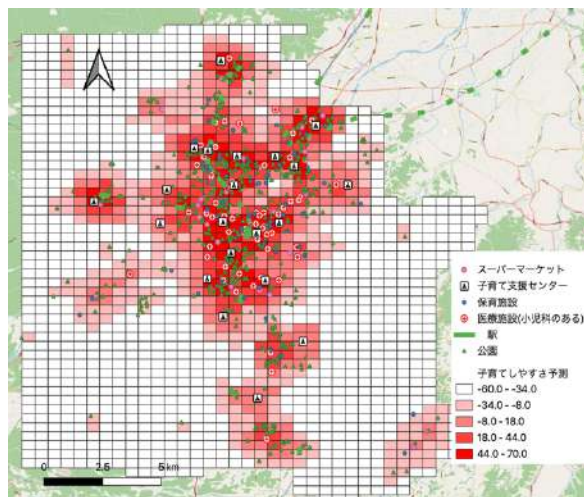 スーパーマーケット
子育て支援センター
保育施設
医療施設(小児科のある)
駅
公園
子育てしやすさ予測
-60.0 - -34.0
-34.0 - -8.0
-8.0 - 18.0
18.0 - 44.0
44.0 - 70.0
0 2.5 5 km